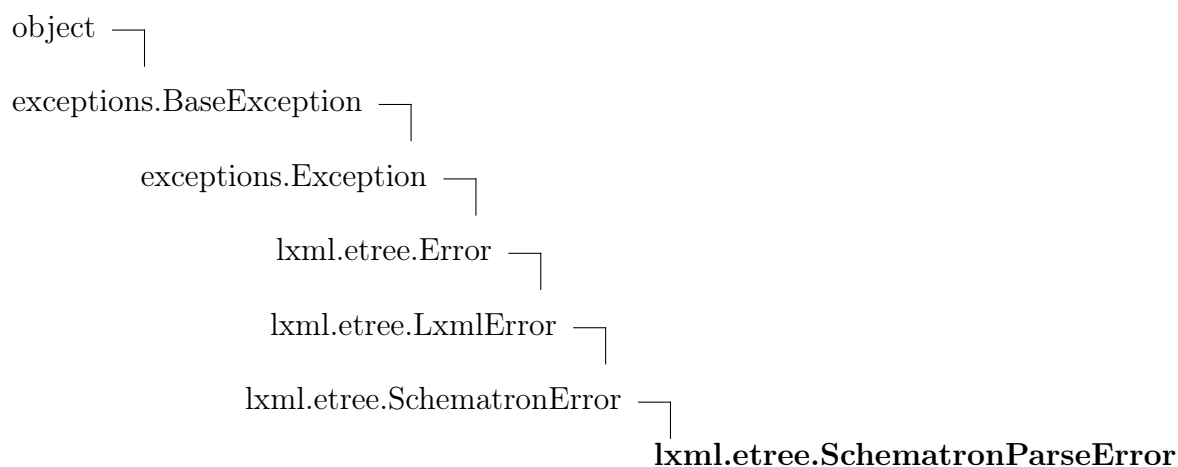 object
exceptions.BaseException
exceptions.Exception
lxml.etree.Error
lxml.etree.LxmlError
lxml.etree.SchematronError
lxml.etree.SchematronParseError